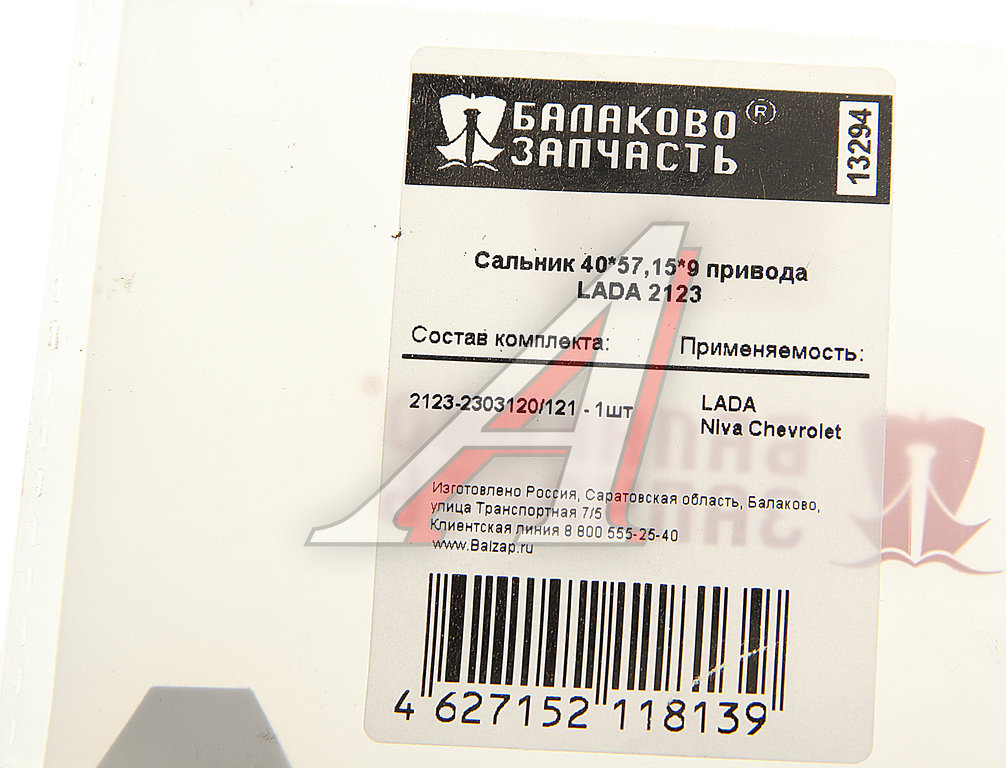 БАЛАКОВО ®
ЗАПЧАСТЬ
13294
Сальник 40*57,15*9 привода
LADA 2123
Состав комплекта:
Применяемость:
2123-2303120/121 - 1шт
LADA
Niva Chevrolet
Изготовлено Россия, Саратовская область, Балаково,
улица Транспортная 7/5
Клиентская линия 8 800 555-25-40
www.Balzap.ru
4 627152 118139